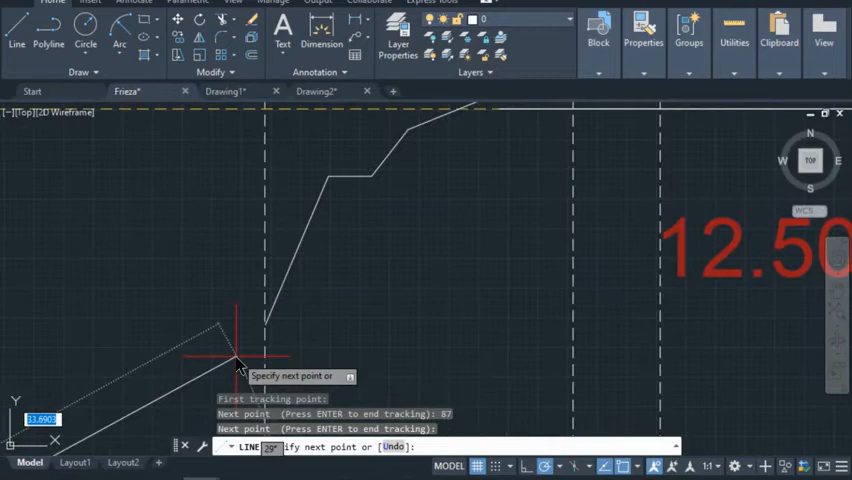 Home Insert Annotate View Manage Output Collaborate
Line Polyline Circle Arc Text Dimension Layer Properties 0 Block Properties Groups Utilities Clipboard View
Draw Modify Annotation Layers
Start Frieza* Drawing1* Drawing2*
[−][Top][2D Wireframe]
N
W TOP E
S
WCS
12.50
Specify next point or
First tracking point:
Next point (Press ENTER to end tracking): 87
Next point (Press ENTER to end tracking):
Y
33.6903
X
LINE 29° ify next point or [Undo]:
Model Layout1 Layout2 MODEL 1:1